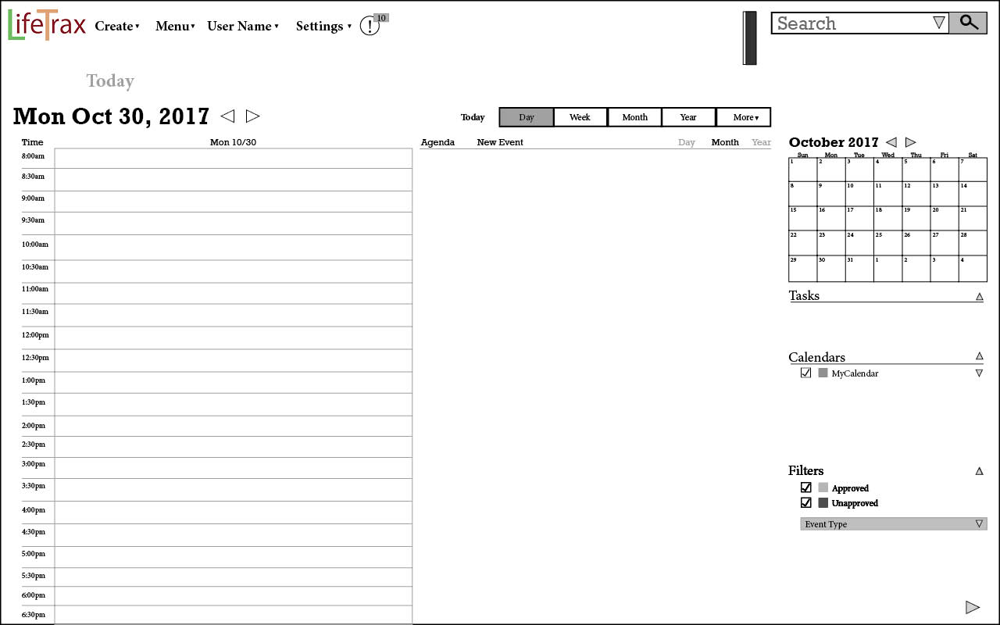 LifeTrax Create▾ Menu▾ User Name▾ Settings▾ ! 10 Search
Today
Mon Oct 30, 2017 Today Day Week Month Year More▾
Time Mon 10/30 Agenda New Event Day Month Year
8:00am
8:30am
9:00am
9:30am
10:00am
10:30am
11:00am
11:30am
12:00pm
12:30pm
1:00pm
1:30pm
2:00pm
2:30pm
3:00pm
3:30pm
4:00pm
4:30pm
5:00pm
5:30pm
6:00pm
6:30pm
October 2017
Sun Mon Tue Wed Thu Fri Sat
1 2 3 4 5 6 7
8 9 10 11 12 13 14
15 16 17 18 19 20 21
22 23 24 25 26 27 28
29 30 31 1 2 3 4
Tasks
Calendars
MyCalendar
Filters
Approved
Unapproved
Event Type